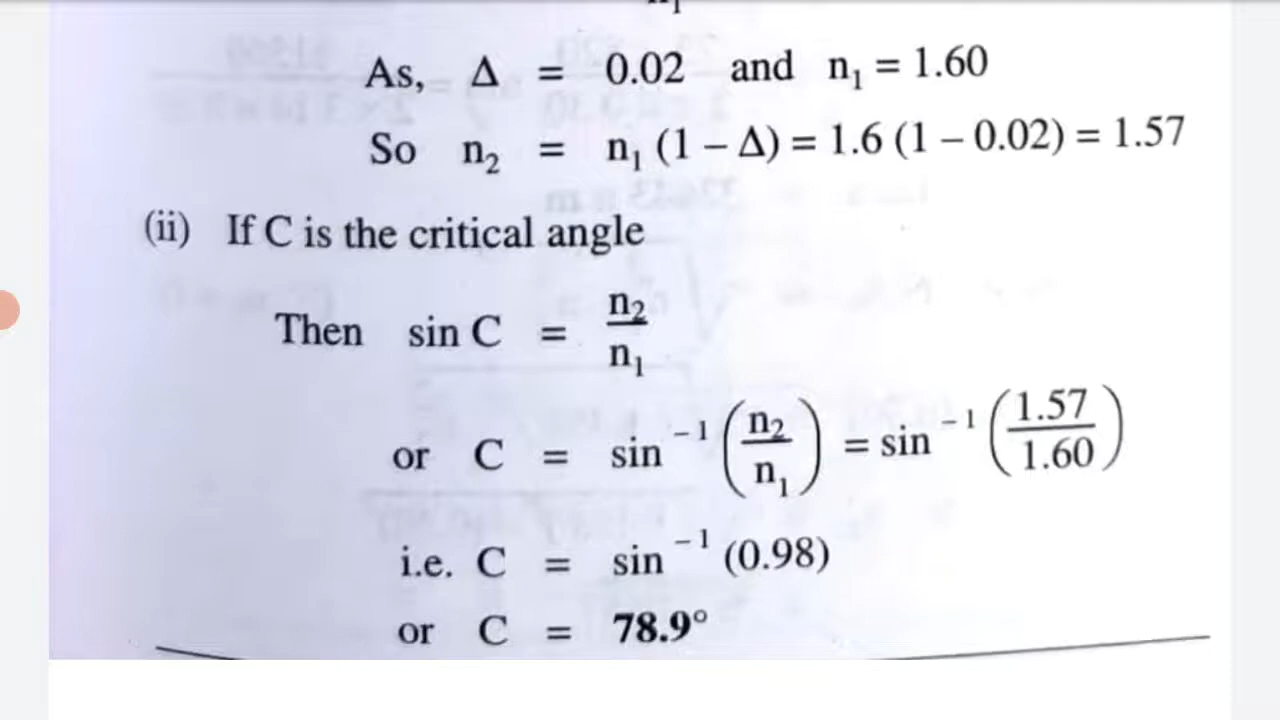 As, Δ = 0.02 and n₁ = 1.60
So n₂ = n₁ (1 – Δ) = 1.6 (1 – 0.02) = 1.57
(ii) If C is the critical angle
Then sin C = n₂/n₁
or C = sin⁻¹ (n₂/n₁) = sin⁻¹ (1.57/1.60)
i.e. C = sin⁻¹ (0.98)
or C = 78.9°